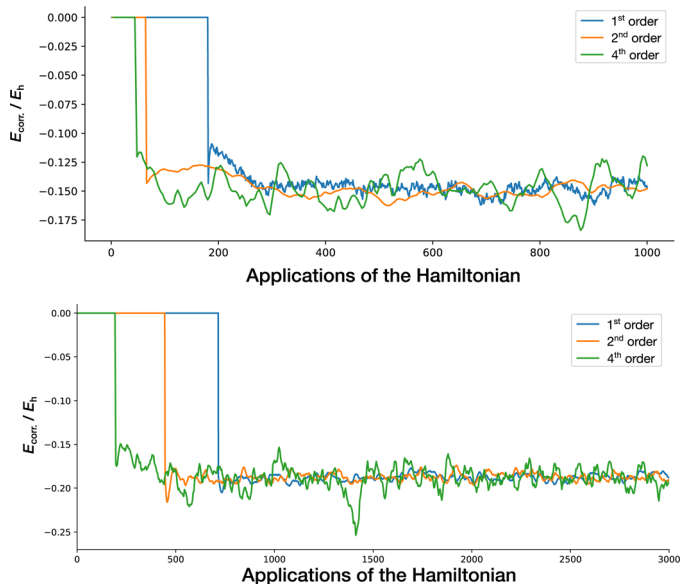 0.000
−0.025
−0.050
−0.075
−0.100
−0.125
−0.150
−0.175
E_corr. / E_h
1st order
2nd order
4th order
0 200 400 600 800 1000
Applications of the Hamiltonian
0.00
−0.05
−0.10
−0.15
−0.20
−0.25
E_corr. / E_h
1st order
2nd order
4th order
0 500 1000 1500 2000 2500 3000
Applications of the Hamiltonian